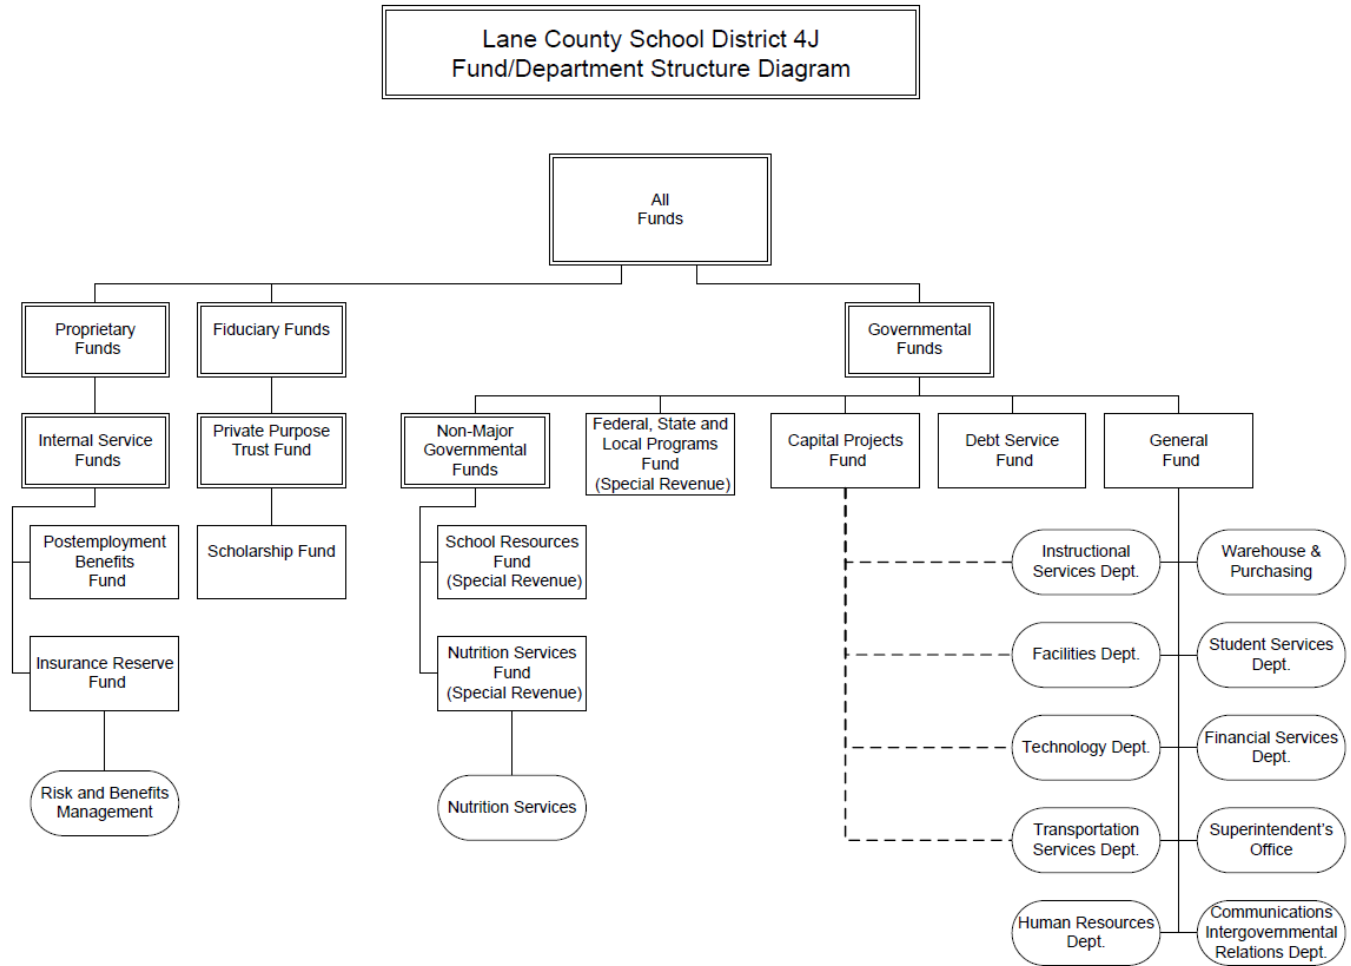 Lane County School District 4J
Fund/Department Structure Diagram
All
Funds
Proprietary
Funds
Fiduciary Funds
Governmental
Funds
Internal Service
Funds
Private Purpose
Trust Fund
Non-Major
Governmental
Funds
Federal, State and
Local Programs
Fund
(Special Revenue)
Capital Projects
Fund
Debt Service
Fund
General
Fund
Postemployment
Benefits
Fund
Scholarship Fund
School Resources
Fund
(Special Revenue)
Instructional
Services Dept.
Warehouse &
Purchasing
Insurance Reserve
Fund
Nutrition Services
Fund
(Special Revenue)
Facilities Dept.
Student Services
Dept.
Technology Dept.
Financial Services
Dept.
Risk and Benefits
Management
Nutrition Services
Transportation
Services Dept.
Superintendent's
Office
Human Resources
Dept.
Communications
Intergovernmental
Relations Dept.